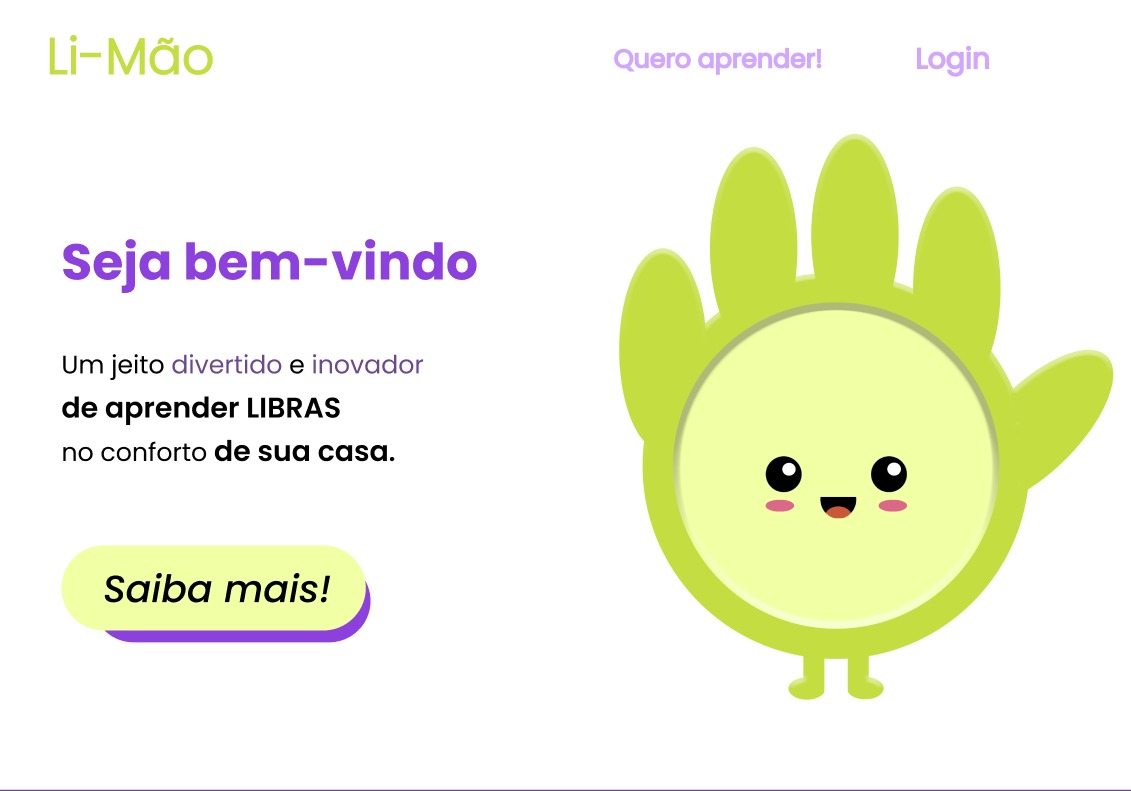 Li-Mão
Quero aprender!
Login
Seja bem-vindo
Um jeito divertido e inovador
de aprender LIBRAS
no conforto de sua casa.
Saiba mais!